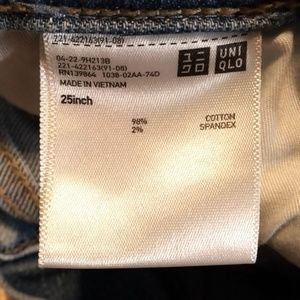 04-22-9H213B
221-422163(91-08)
RN139864 1038-02AA-74D
MADE IN VIETNAM
ユニ
クロ
UNI
QLO
25inch
98% COTTON
2% SPANDEX